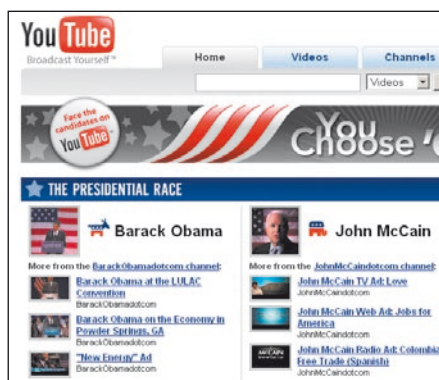 YouTube
Broadcast Yourself™
Home Videos Channels
Videos
Face the
candidates on
YouTube
You
Choose '
THE PRESIDENTIAL RACE
Barack Obama
More from the BarackObamadotcom channel:
Barack Obama at the LULAC
Convention
BarackObamadotcom
Barack Obama on the Economy in
Powder Springs, GA
BarackObamadotcom
"New Energy" Ad
BarackObamadotcom
John McCain
More from the JohnMcCaindotcom channel:
John McCain TV Ad: Love
JohnMcCaindotcom
John McCain Web Ad: Jobs for
America
JohnMcCaindotcom
John McCain Radio Ad: Colombia
Free Trade (Spanish)
JohnMcCaindotcom